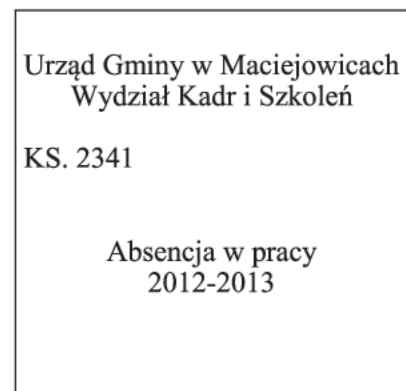 Urząd Gminy w Maciejowicach
Wydział Kadr i Szkoleń
KS. 2341
Absencja w pracy
2012-2013